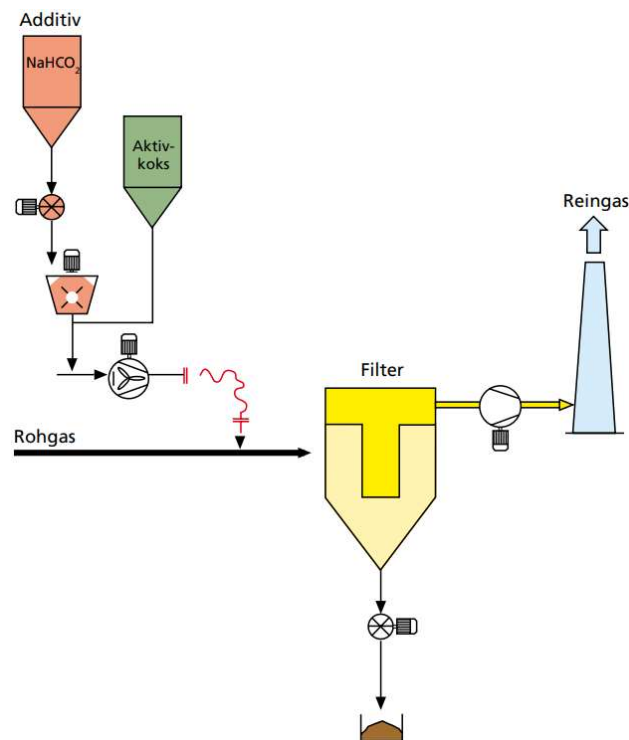 Additiv
NaHCO₂
Aktiv-
koks
Reingas
Filter
Rohgas